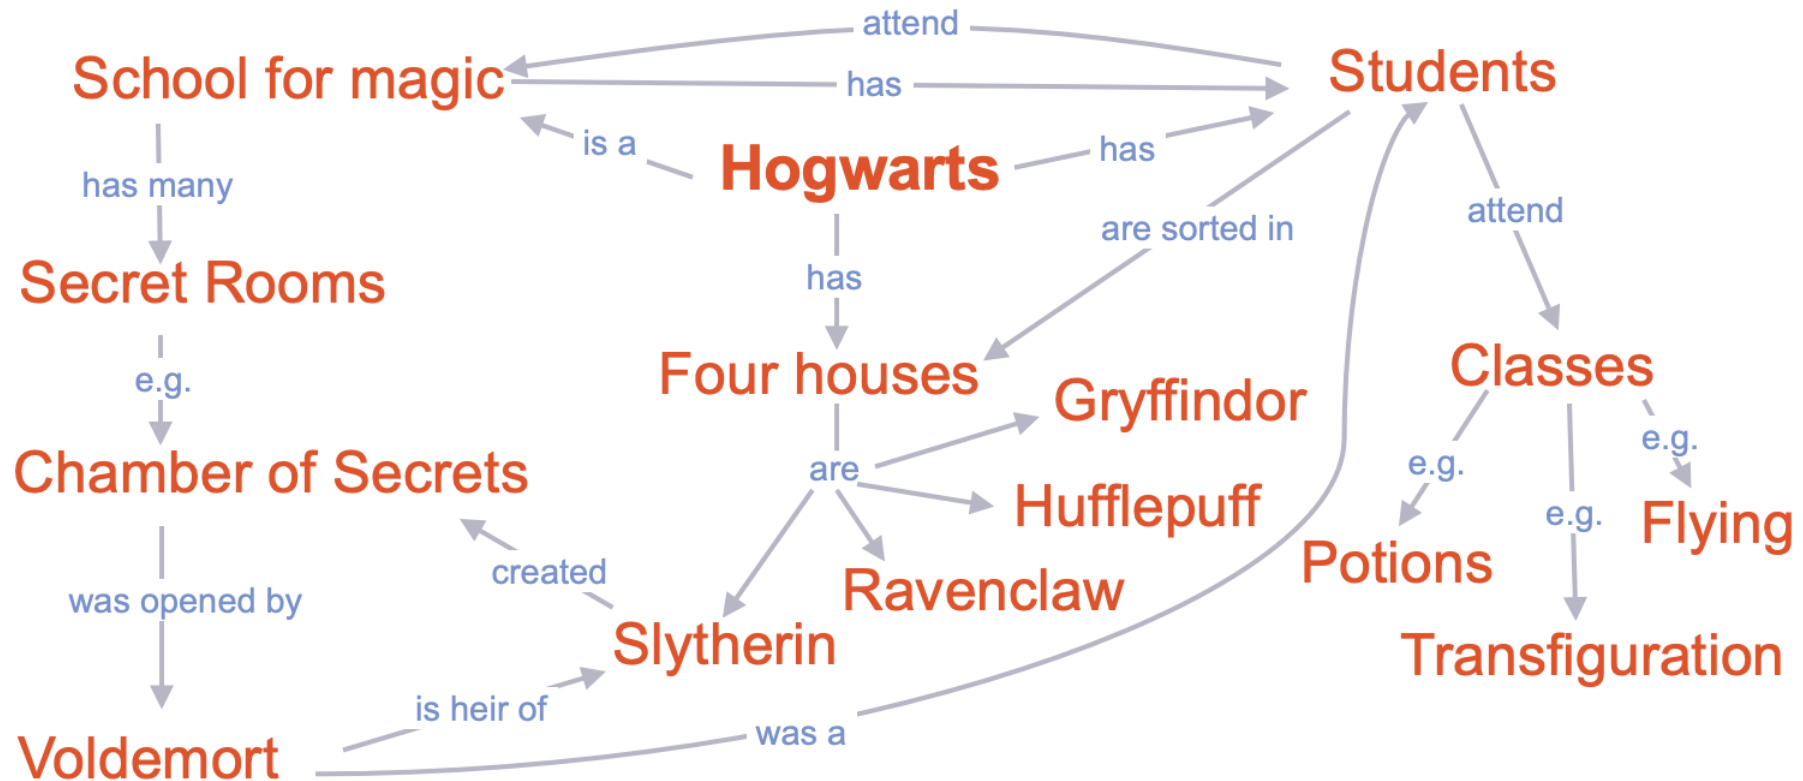 attend
School for magic
has
Students
is a
Hogwarts
has
has many
attend
are sorted in
Secret Rooms
has
e.g.
Four houses
Classes
Gryffindor
e.g.
e.g.
Chamber of Secrets
are
Hufflepuff
e.g.
Flying
created
Potions
was opened by
Ravenclaw
Slytherin
Transfiguration
is heir of
was a
Voldemort